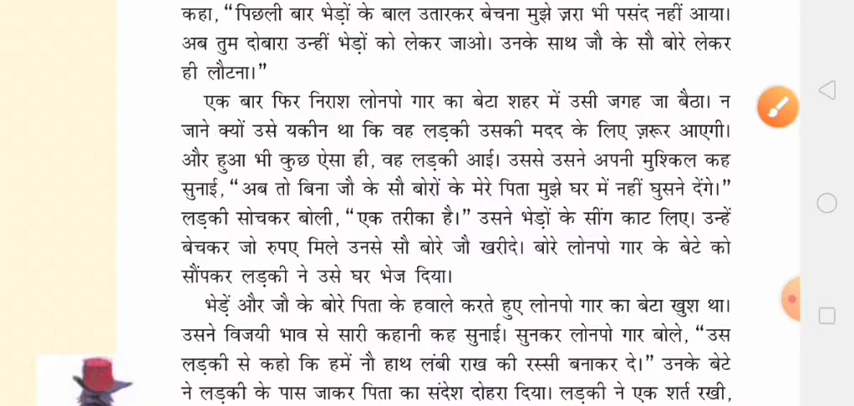 कहा, “पिछली बार भेड़ों के बाल उतारकर बेचना मुझे ज़रा भी पसंद नहीं आया।
अब तुम दोबारा उन्हीं भेड़ों को लेकर जाओ। उनके साथ जौ के सौ बोरे लेकर
ही लौटना।”
एक बार फिर निराश लोनपो गार का बेटा शहर में उसी जगह जा बैठा। न
जाने क्यों उसे यकीन था कि वह लड़की उसकी मदद के लिए ज़रूर आएगी।
और हुआ भी कुछ ऐसा ही, वह लड़की आई। उससे उसने अपनी मुश्किल कह
सुनाई, “अब तो बिना जौ के सौ बोरों के मेरे पिता मुझे घर में नहीं घुसने देंगे।”
लड़की सोचकर बोली, “एक तरीका है।” उसने भेड़ों के सींग काट लिए। उन्हें
बेचकर जो रुपए मिले उनसे सौ बोरे जौ खरीदे। बोरे लोनपो गार के बेटे को
सौंपकर लड़की ने उसे घर भेज दिया।
भेड़ें और जौ के बोरे पिता के हवाले करते हुए लोनपो गार का बेटा खुश था।
उसने विजयी भाव से सारी कहानी कह सुनाई। सुनकर लोनपो गार बोले, “उस
लड़की से कहो कि हमें नौ हाथ लंबी राख की रस्सी बनाकर दे।” उनके बेटे
ने लड़की के पास जाकर पिता का संदेश दोहरा दिया। लड़की ने एक शर्त रखी,